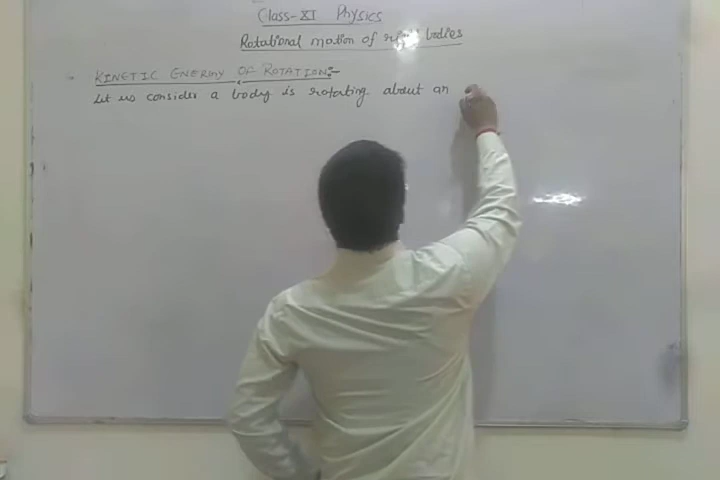 Class-XI Physics
Rotational motion of rigid bodies
KINETIC ENERGY OF ROTATION:-
Let us consider a body is rotating about an